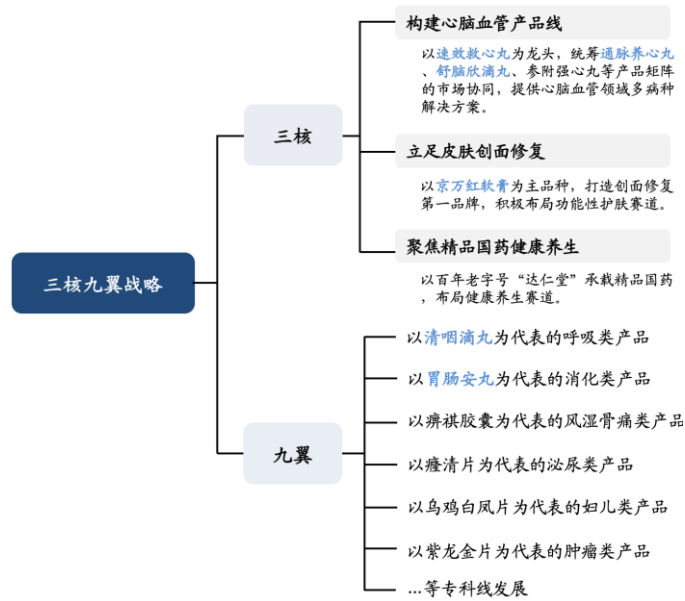 构建心脑血管产品线
以速效救心丸为龙头，统筹通脉养心丸
、舒脑欣滴丸、参附强心丸等产品矩阵
的市场协同，提供心脑血管领域多病种
解决方案。
三核
立足皮肤创面修复
以京万红软膏为主品种，打造创面修复
第一品牌，积极布局功能性护肤赛道。
聚焦精品国药健康养生
以百年老字号“达仁堂”承载精品国药
，布局健康养生赛道。
三核九翼战略
以清咽滴丸为代表的呼吸类产品
以胃肠安丸为代表的消化类产品
以痹祺胶囊为代表的风湿骨痛类产品
九翼
以癃清片为代表的泌尿类产品
以乌鸡白凤片为代表的妇儿类产品
以紫龙金片为代表的肿瘤类产品
...等专科线发展